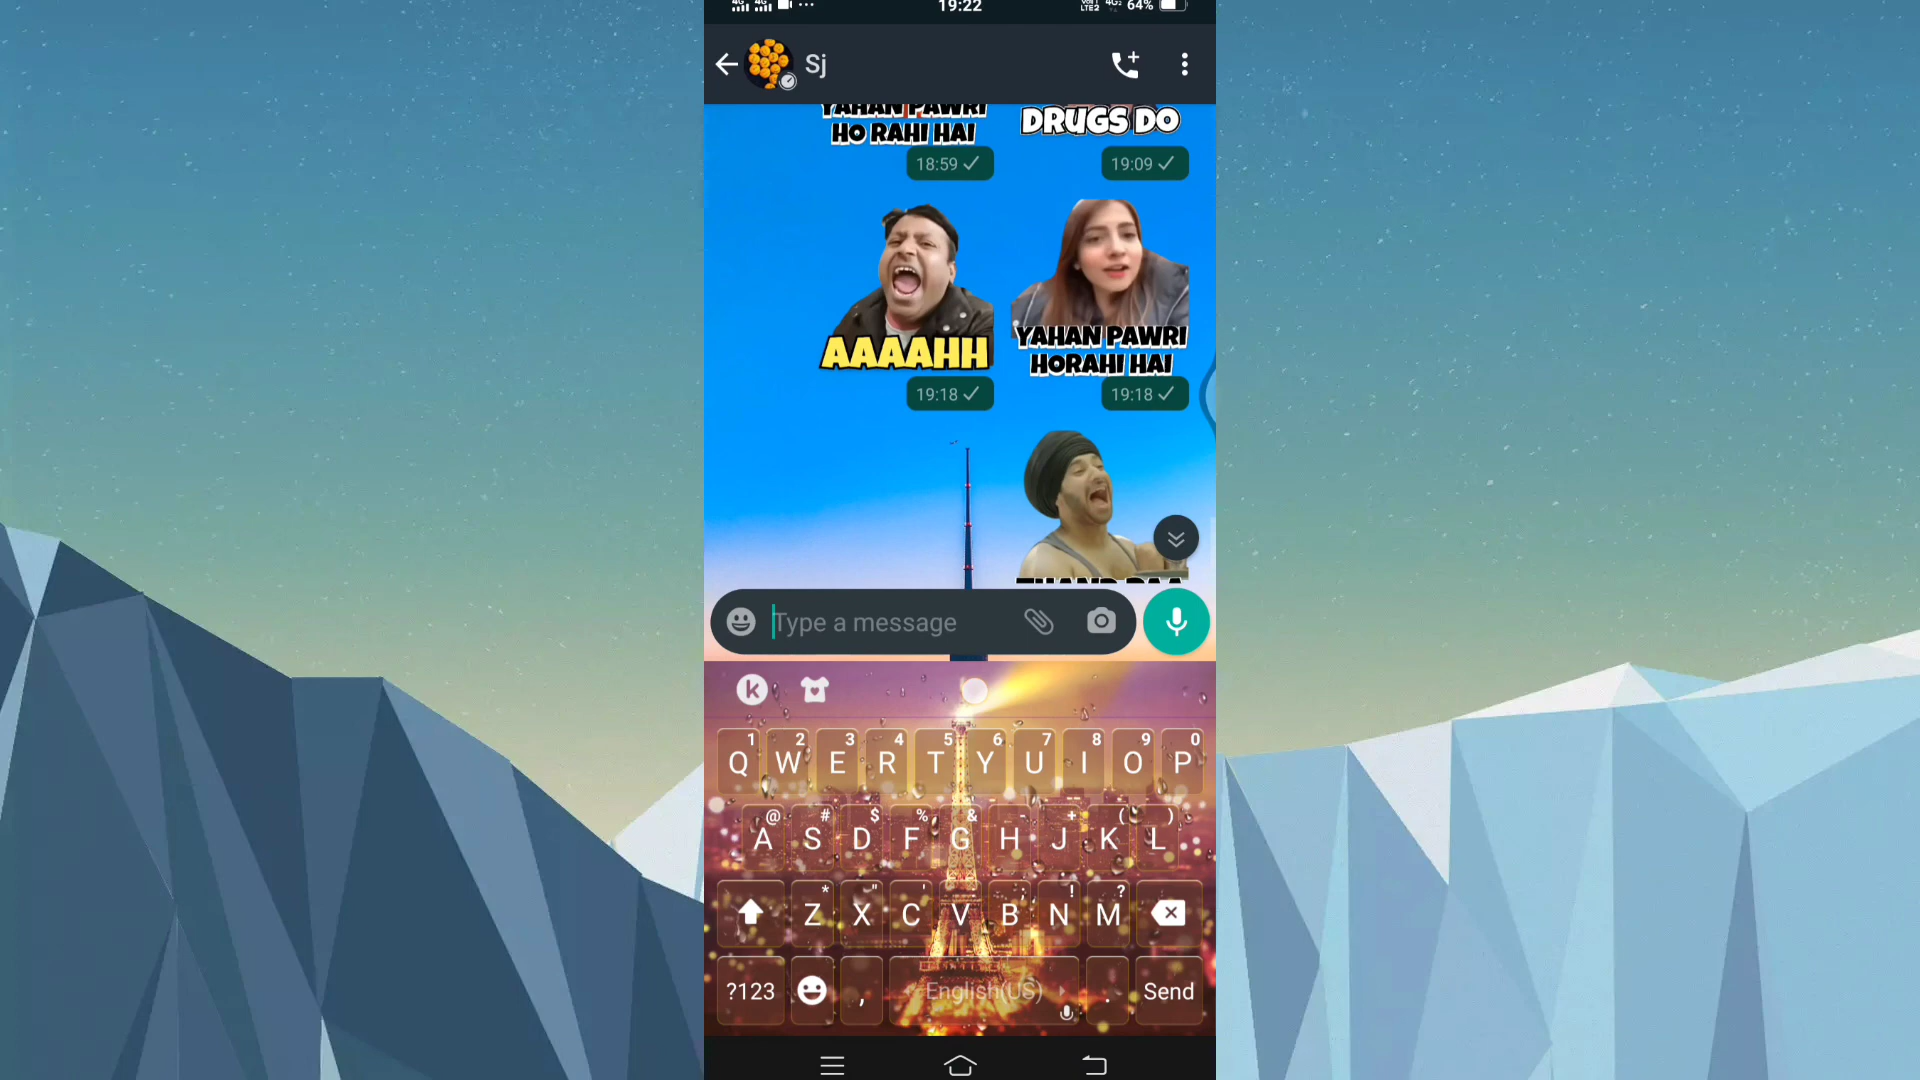 19:22
64%
Sj
YAHAN PAWRI
HO RAHI HAI
DRUGS DO
18:59
19:09
AAAAHH
YAHAN PAWRI
HORAHI HAI
19:18
19:18
Type a message
k
1 2 3 4 5 6 7 8 9 0
Q W E R T Y U I O P
@ # $ % & - + ( )
A S D F G H J K L
* " ' ; ! ?
Z X C V B N M
?123 , English(US) . Send